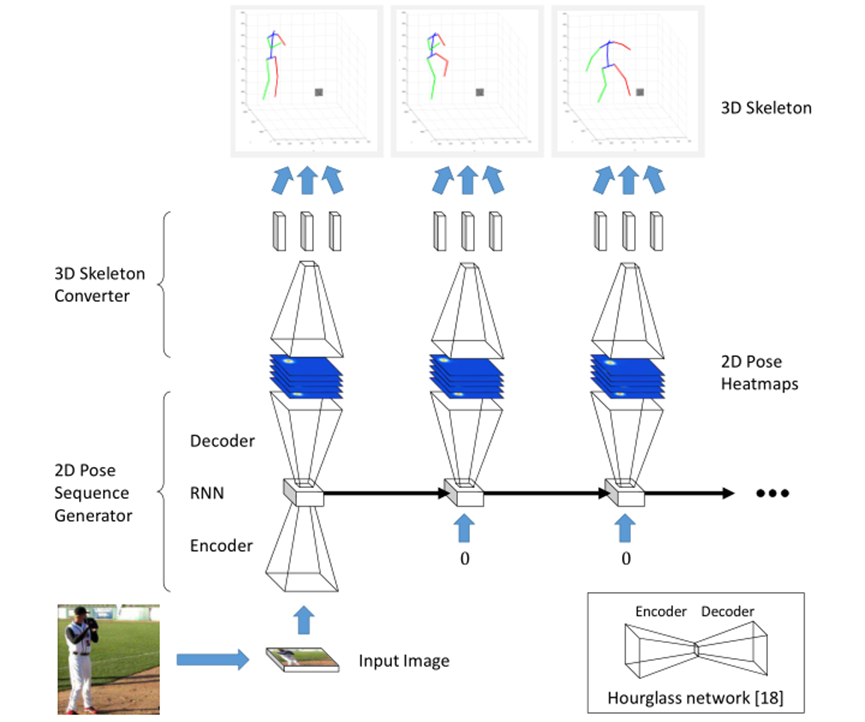 3D Skeleton
3D Skeleton
Converter
2D Pose
Heatmaps
2D Pose
Sequence
Generator
Decoder
RNN
Encoder
0
0
Input Image
Encoder Decoder
Hourglass network [18]